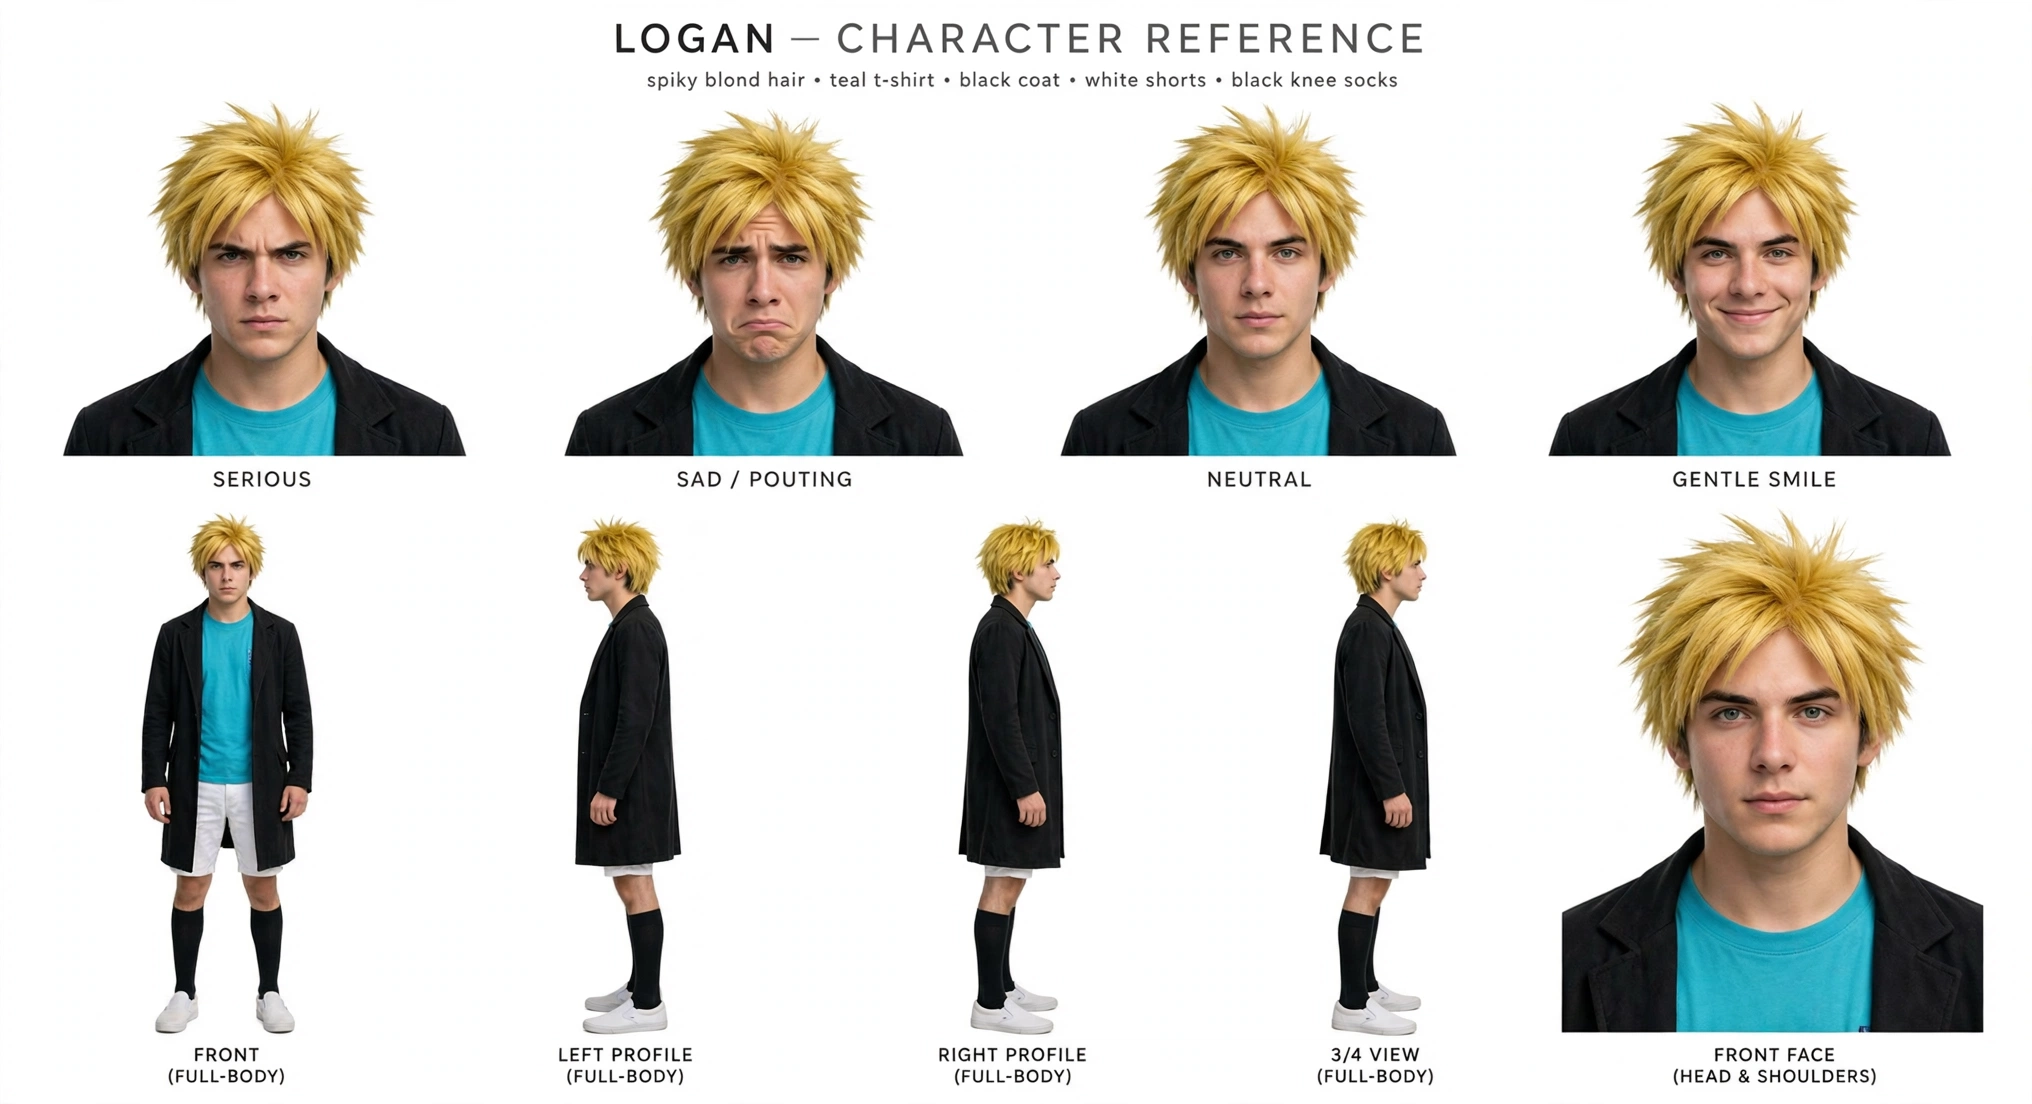 LOGAN — CHARACTER REFERENCE
spiky blond hair • teal t-shirt • black coat • white shorts • black knee socks
SERIOUS
SAD / POUTING
NEUTRAL
GENTLE SMILE
FRONT
(FULL-BODY)
LEFT PROFILE
(FULL-BODY)
RIGHT PROFILE
(FULL-BODY)
3/4 VIEW
(FULL-BODY)
FRONT FACE
(HEAD & SHOULDERS)